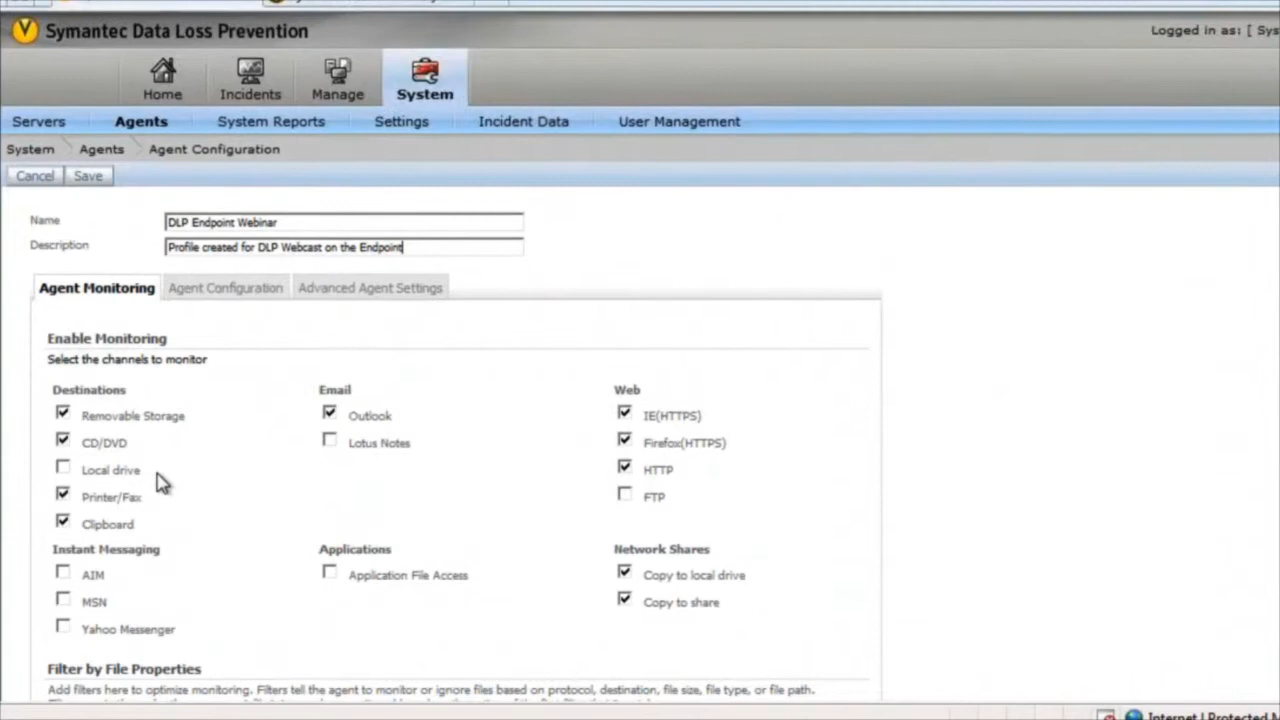 Symantec Data Loss Prevention
Logged in as: [ Sys
Home Incidents Manage System
Servers Agents System Reports Settings Incident Data User Management
System Agents Agent Configuration
Cancel Save
Name DLP Endpoint Webinar
Description Profile created for DLP Webcast on the Endpoint
Agent Monitoring Agent Configuration Advanced Agent Settings
Enable Monitoring
Select the channels to monitor
Destinations Email Web
Removable Storage Outlook IE(HTTPS)
CD/DVD Lotus Notes Firefox(HTTPS)
Local drive HTTP
Printer/Fax FTP
Clipboard
Instant Messaging Applications Network Shares
AIM Application File Access Copy to local drive
MSN Copy to share
Yahoo Messenger
Filter by File Properties
Add filters here to optimize monitoring. Filters tell the agent to monitor or ignore files based on protocol, destination, file size, file type, or file path.
Internet | Protected M